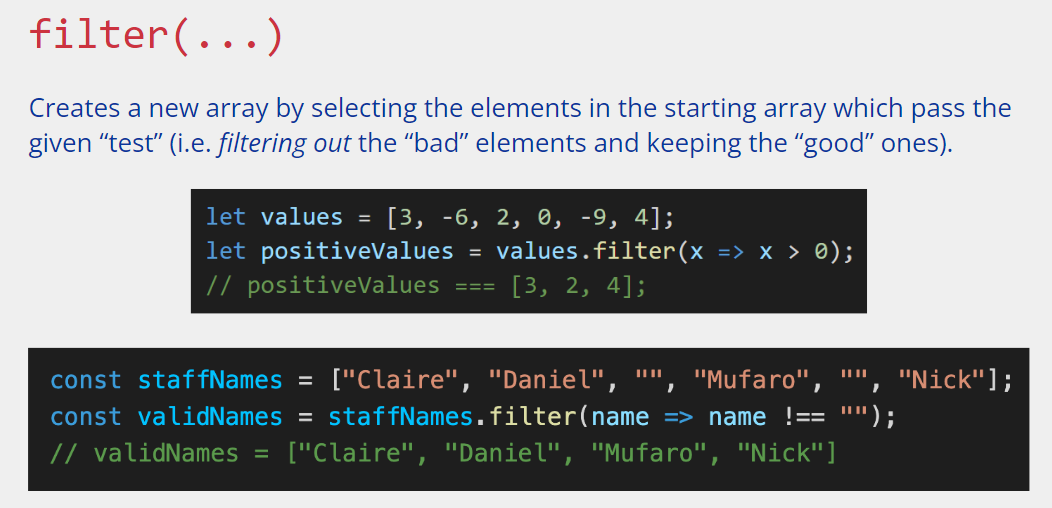 filter(...)
Creates a new array by selecting the elements in the starting array which pass the
given “test” (i.e. filtering out the “bad” elements and keeping the “good” ones).
let values = [3, -6, 2, 0, -9, 4];
let positiveValues = values.filter(x => x > 0);
// positiveValues === [3, 2, 4];
const staffNames = ["Claire", "Daniel", "", "Mufaro", "", "Nick"];
const validNames = staffNames.filter(name => name !== "");
// validNames = ["Claire", "Daniel", "Mufaro", "Nick"]